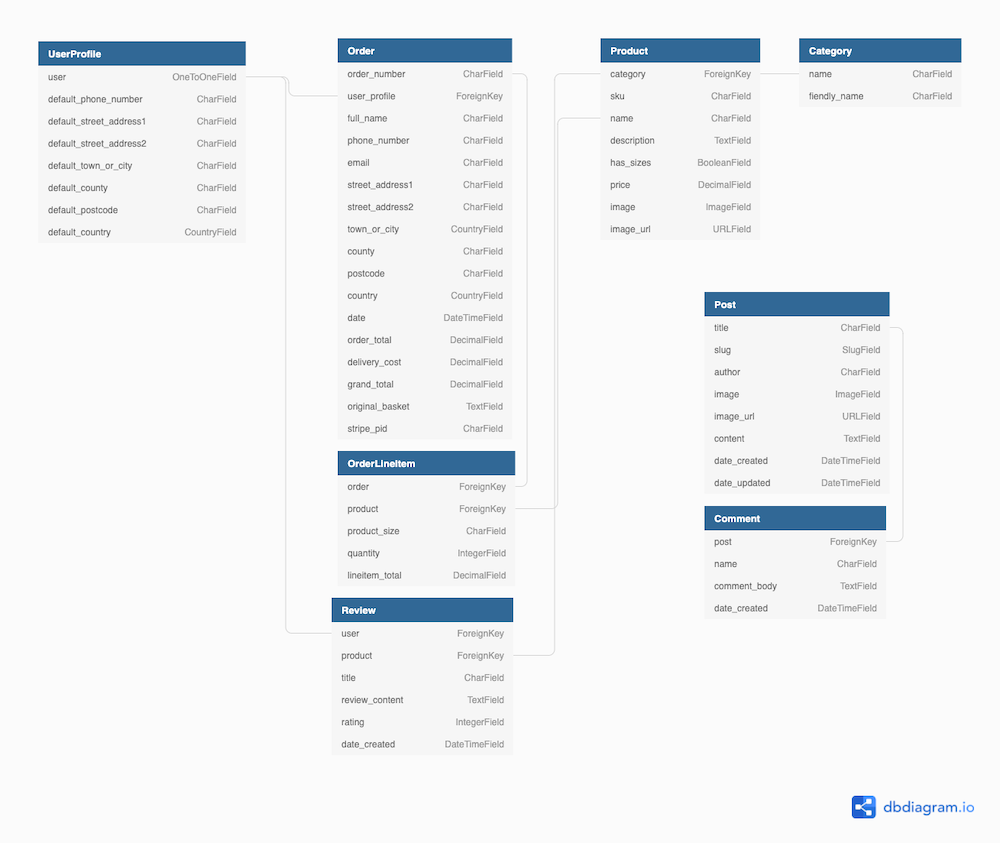 UserProfile
user OneToOneField
default_phone_number CharField
default_street_address1 CharField
default_street_address2 CharField
default_town_or_city CharField
default_county CharField
default_postcode CharField
default_country CountryField
Order
order_number CharField
user_profile ForeignKey
full_name CharField
phone_number CharField
email CharField
street_address1 CharField
street_address2 CharField
town_or_city CountryField
county CharField
postcode CharField
country CountryField
date DateTimeField
order_total DecimalField
delivery_cost DecimalField
grand_total DecimalField
original_basket TextField
stripe_pid CharField
OrderLineItem
order ForeignKey
product ForeignKey
product_size CharField
quantity IntegerField
lineitem_total DecimalField
Review
user ForeignKey
product ForeignKey
title CharField
review_content TextField
rating IntegerField
date_created DateTimeField
Product
category ForeignKey
sku CharField
name CharField
description TextField
has_sizes BooleanField
price DecimalField
image ImageField
image_url URLField
Category
name CharField
fiendly_name CharField
Post
title CharField
slug SlugField
author CharField
image ImageField
image_url URLField
content TextField
date_created DateTimeField
date_updated DateTimeField
Comment
post ForeignKey
name CharField
comment_body TextField
date_created DateTimeField
dbdiagram.io